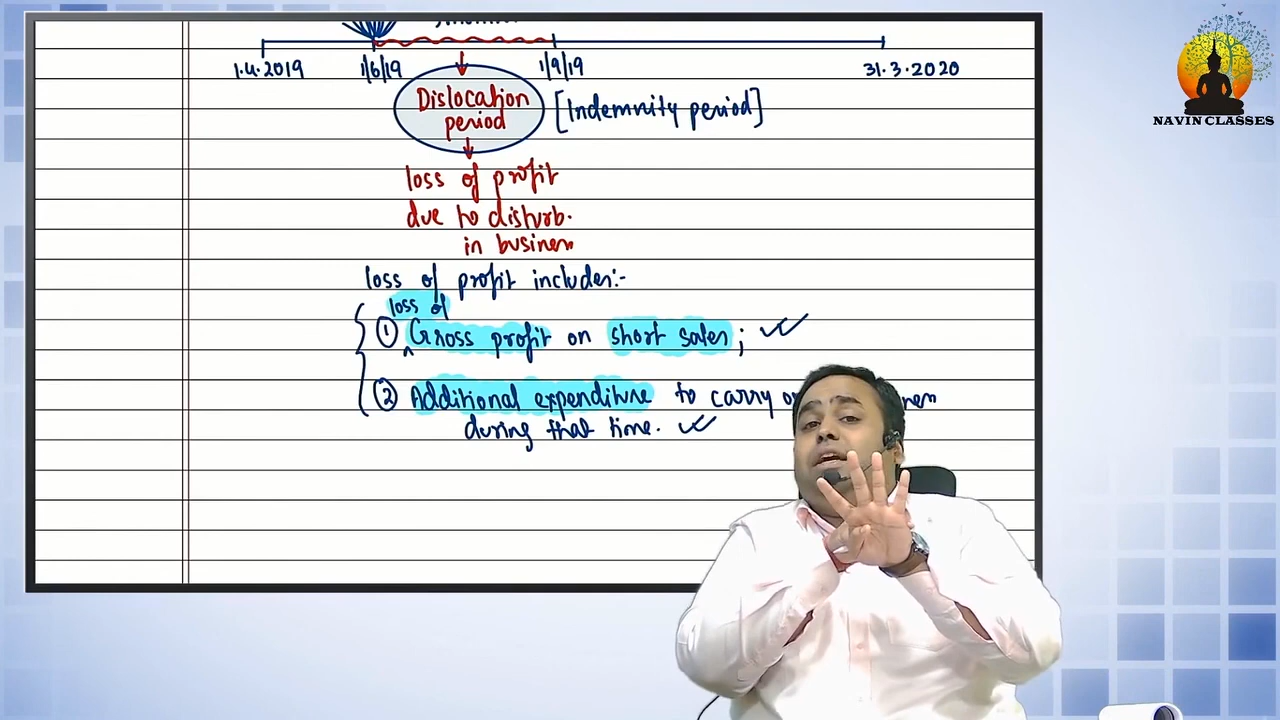 1.4.2019 1/6/19 1/9/19 31.3.2020
Dislocation
period
[Indemnity period]
loss of profit
due to disturb.
in business
loss of profit includes:-
loss of
① Gross profit on short sales;
② Additional expenditure to carry
during that time.
NAVIN CLASSES